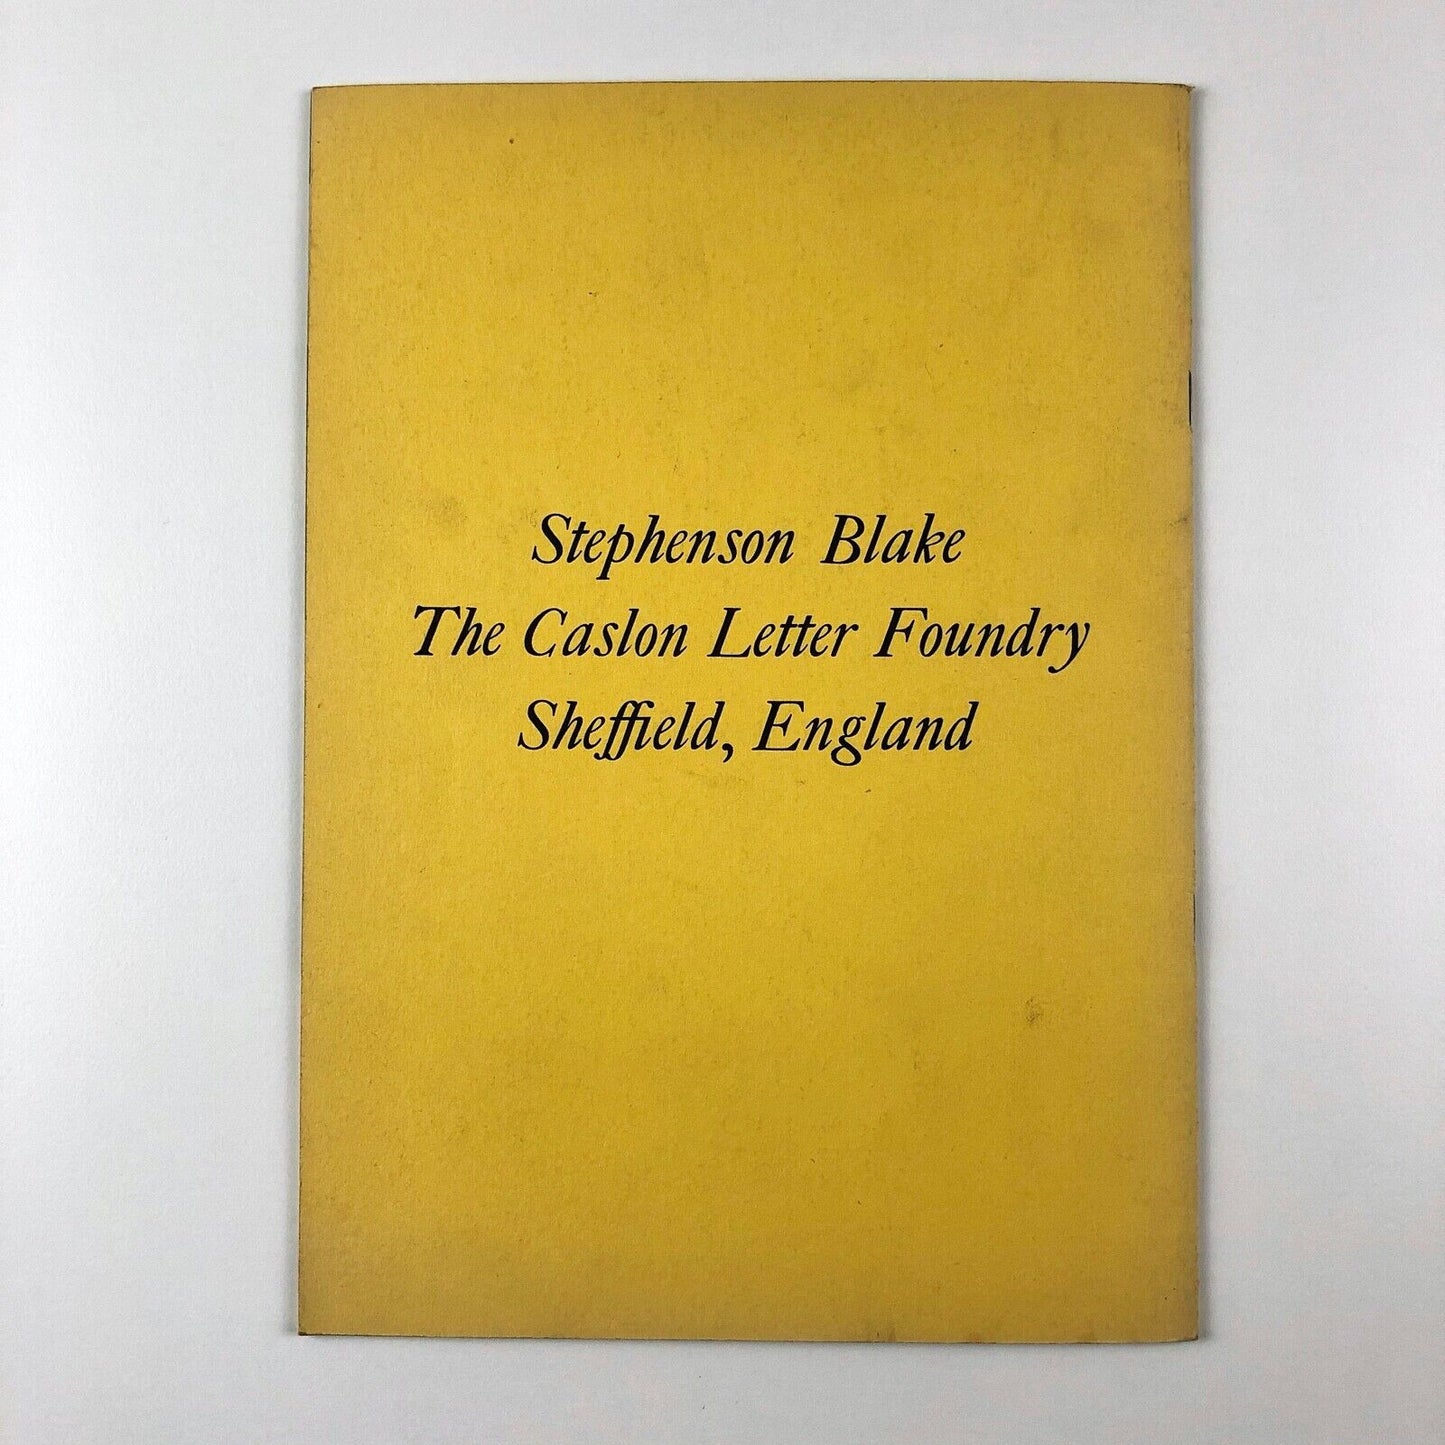 Stephenson Blake
The Caslon Letter Foundry
Sheffield, England